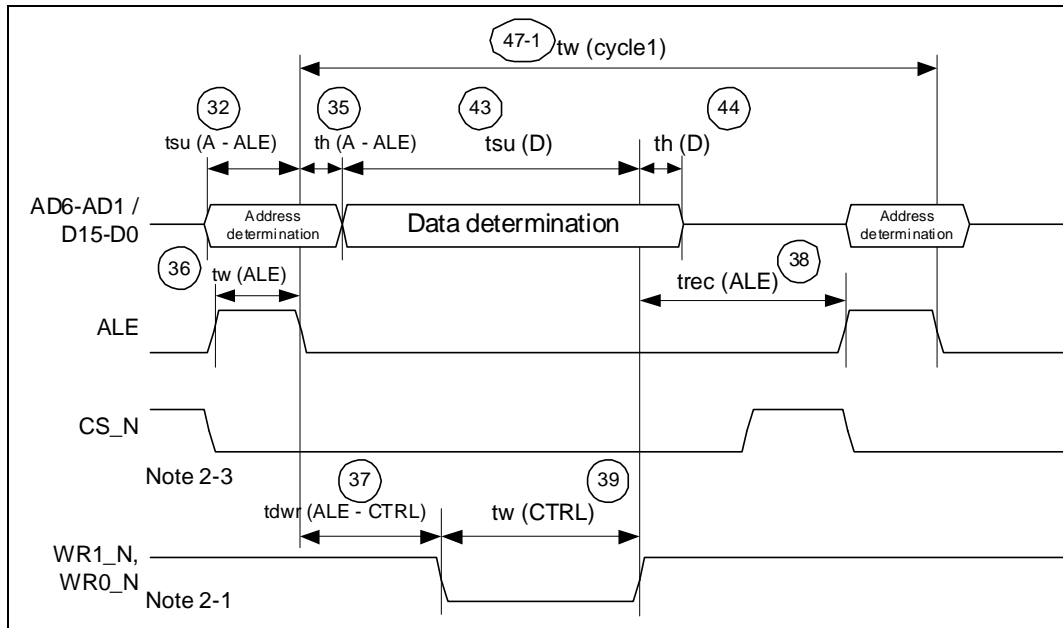 47-1 tw (cycle1)
32
35
43
44
tsu (A - ALE)
th (A - ALE)
tsu (D)
th (D)
AD6-AD1 /
D15-D0
Address
determination
Data determination
Address
determination
36
tw (ALE)
38
trec (ALE)
ALE
CS_N
Note 2-3
37
39
tdwr (ALE - CTRL)
tw (CTRL)
WR1_N,
WR0_N
Note 2-1